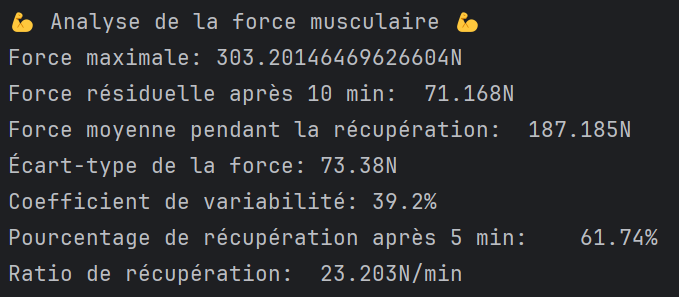 💪 Analyse de la force musculaire 💪
Force maximale: 303.20146469626604N
Force résiduelle après 10 min:  71.168N
Force moyenne pendant la récupération:  187.185N
Écart-type de la force: 73.38N
Coefficient de variabilité: 39.2%
Pourcentage de récupération après 5 min:    61.74%
Ratio de récupération:  23.203N/min